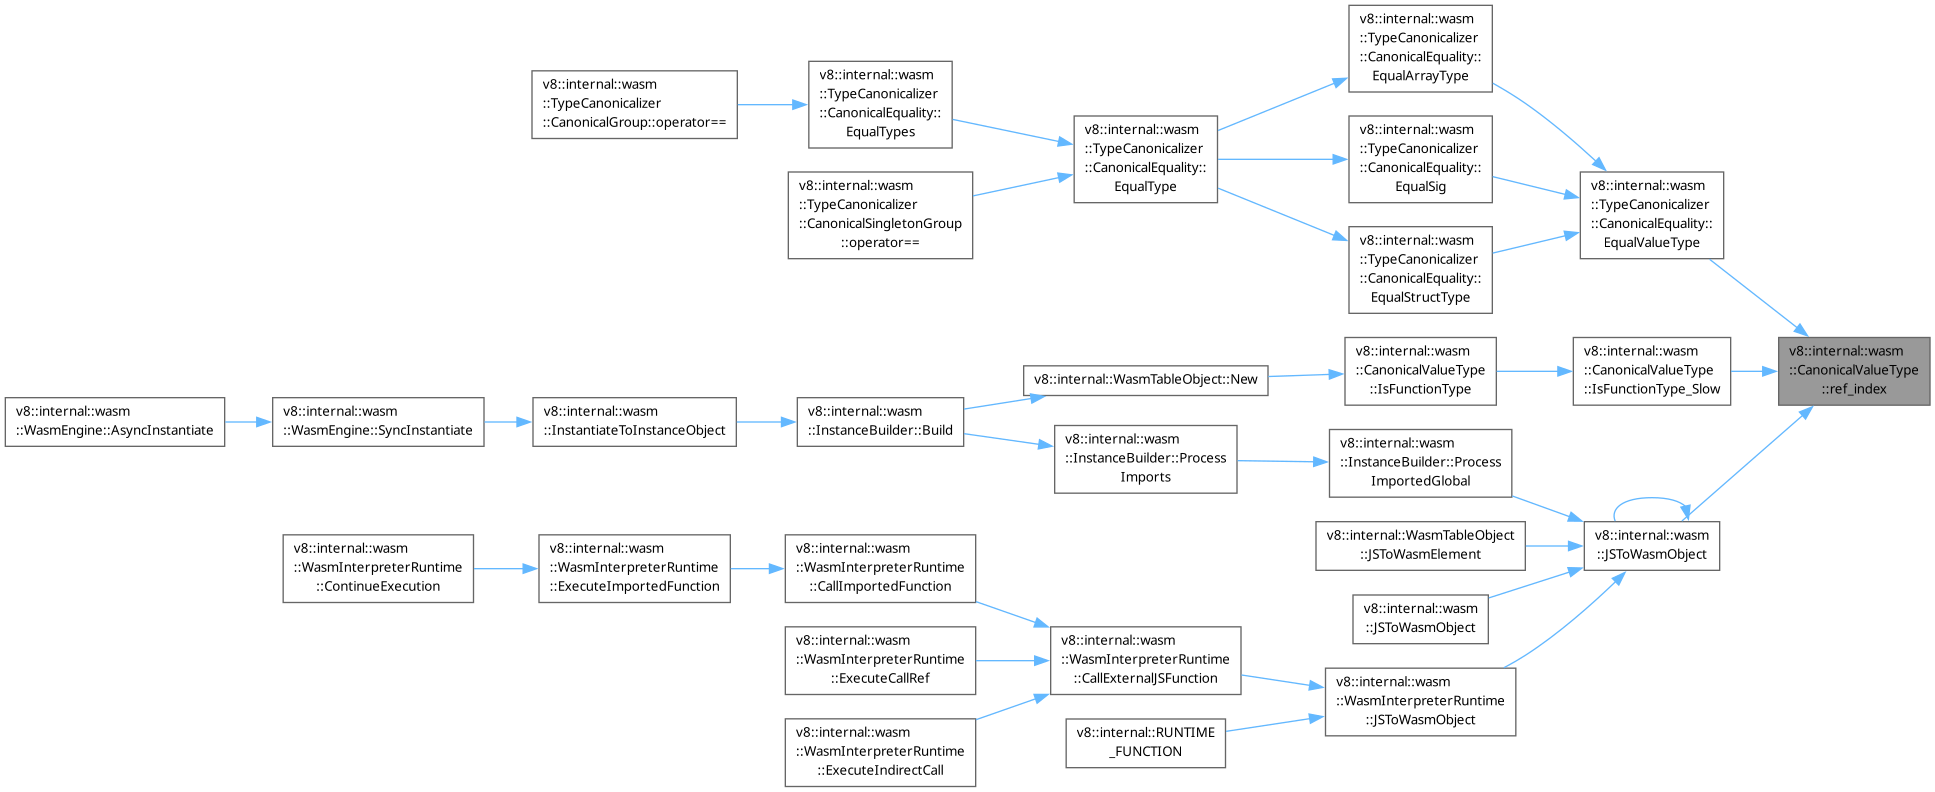 v8::internal::wasm
::TypeCanonicalizer
::CanonicalEquality::
EqualArrayType
v8::internal::wasm
::TypeCanonicalizer
::CanonicalGroup::operator==
v8::internal::wasm
::TypeCanonicalizer
::CanonicalEquality::
EqualTypes
v8::internal::wasm
::TypeCanonicalizer
::CanonicalEquality::
EqualType
v8::internal::wasm
::TypeCanonicalizer
::CanonicalEquality::
EqualSig
v8::internal::wasm
::TypeCanonicalizer
::CanonicalSingletonGroup
::operator==
v8::internal::wasm
::TypeCanonicalizer
::CanonicalEquality::
EqualValueType
v8::internal::wasm
::TypeCanonicalizer
::CanonicalEquality::
EqualStructType
v8::internal::WasmTableObject::New
v8::internal::wasm
::CanonicalValueType
::IsFunctionType
v8::internal::wasm
::CanonicalValueType
::IsFunctionType_Slow
v8::internal::wasm
::CanonicalValueType
::ref_index
v8::internal::wasm
::WasmEngine::AsyncInstantiate
v8::internal::wasm
::WasmEngine::SyncInstantiate
v8::internal::wasm
::InstantiateToInstanceObject
v8::internal::wasm
::InstanceBuilder::Build
v8::internal::wasm
::InstanceBuilder::Process
Imports
v8::internal::wasm
::InstanceBuilder::Process
ImportedGlobal
v8::internal::WasmTableObject
::JSToWasmElement
v8::internal::wasm
::JSToWasmObject
v8::internal::wasm
::WasmInterpreterRuntime
::ContinueExecution
v8::internal::wasm
::WasmInterpreterRuntime
::ExecuteImportedFunction
v8::internal::wasm
::WasmInterpreterRuntime
::CallImportedFunction
v8::internal::wasm
::JSToWasmObject
v8::internal::wasm
::WasmInterpreterRuntime
::ExecuteCallRef
v8::internal::wasm
::WasmInterpreterRuntime
::CallExternalJSFunction
v8::internal::wasm
::WasmInterpreterRuntime
::JSToWasmObject
v8::internal::wasm
::WasmInterpreterRuntime
::ExecuteIndirectCall
v8::internal::RUNTIME
_FUNCTION